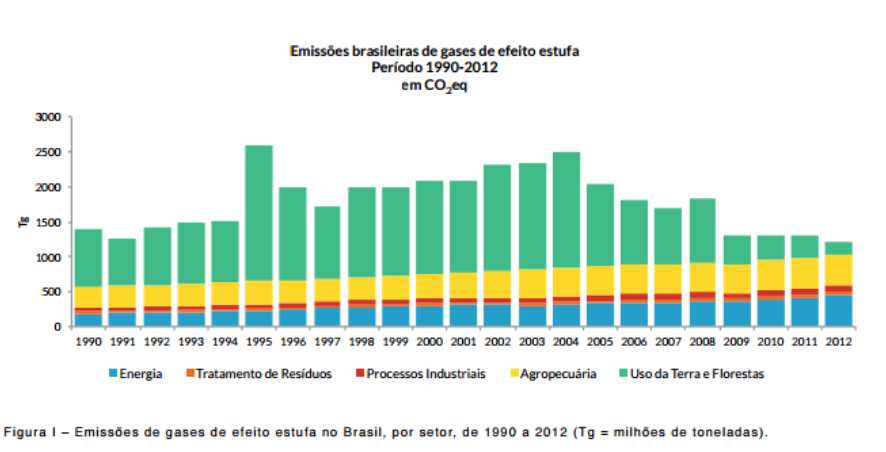 Emissões brasileiras de gases de efeito estufa
Período 1990-2012
em CO₂eq
3000
2500
2000
1500
1000
500
0
Tg
1990 1991 1992 1993 1994 1995 1996 1997 1998 1999 2000 2001 2002 2003 2004 2005 2006 2007 2008 2009 2010 2011 2012
Energia Tratamento de Resíduos Processos Industriais Agropecuária Uso da Terra e Florestas
Figura I – Emissões de gases de efeito estufa no Brasil, por setor, de 1990 a 2012 (Tg = milhões de toneladas).